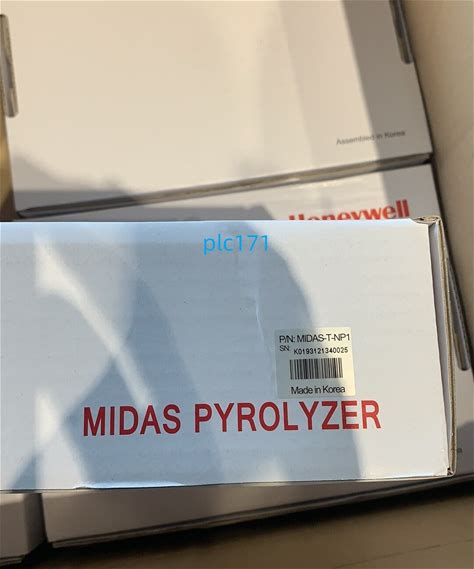 Assembled in Korea
Honeywell
plc171
P/N: MIDAS-T-NP1
SN: K0193121340025
Made in Korea
MIDAS PYROLYZER